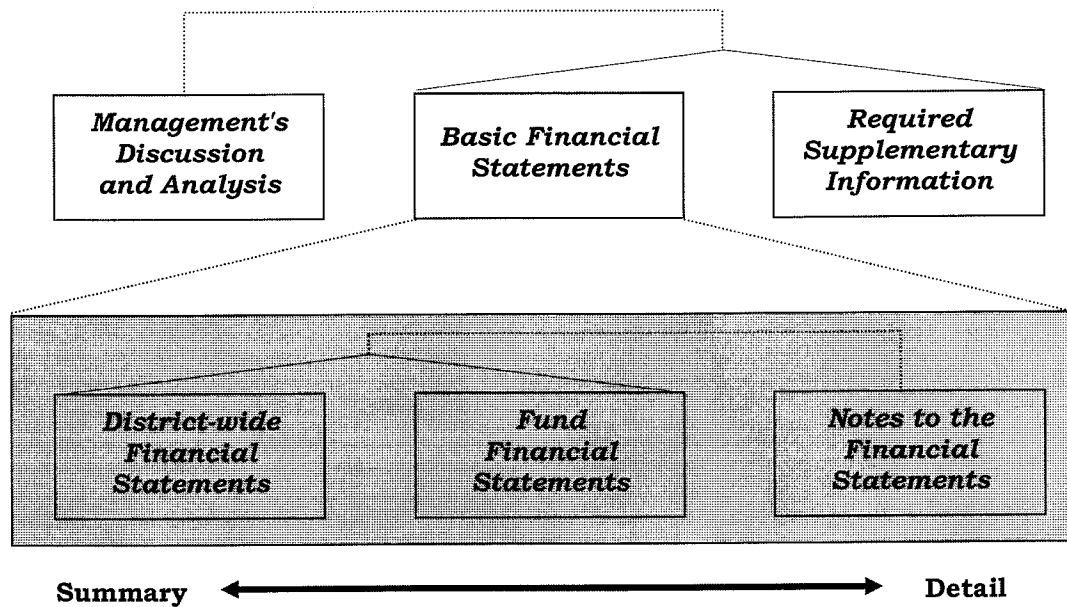 Management's
Discussion
and Analysis
Basic Financial
Statements
Required
Supplementary
Information
District-wide
Financial
Statements
Fund
Financial
Statements
Notes to the
Financial
Statements
Summary
Detail